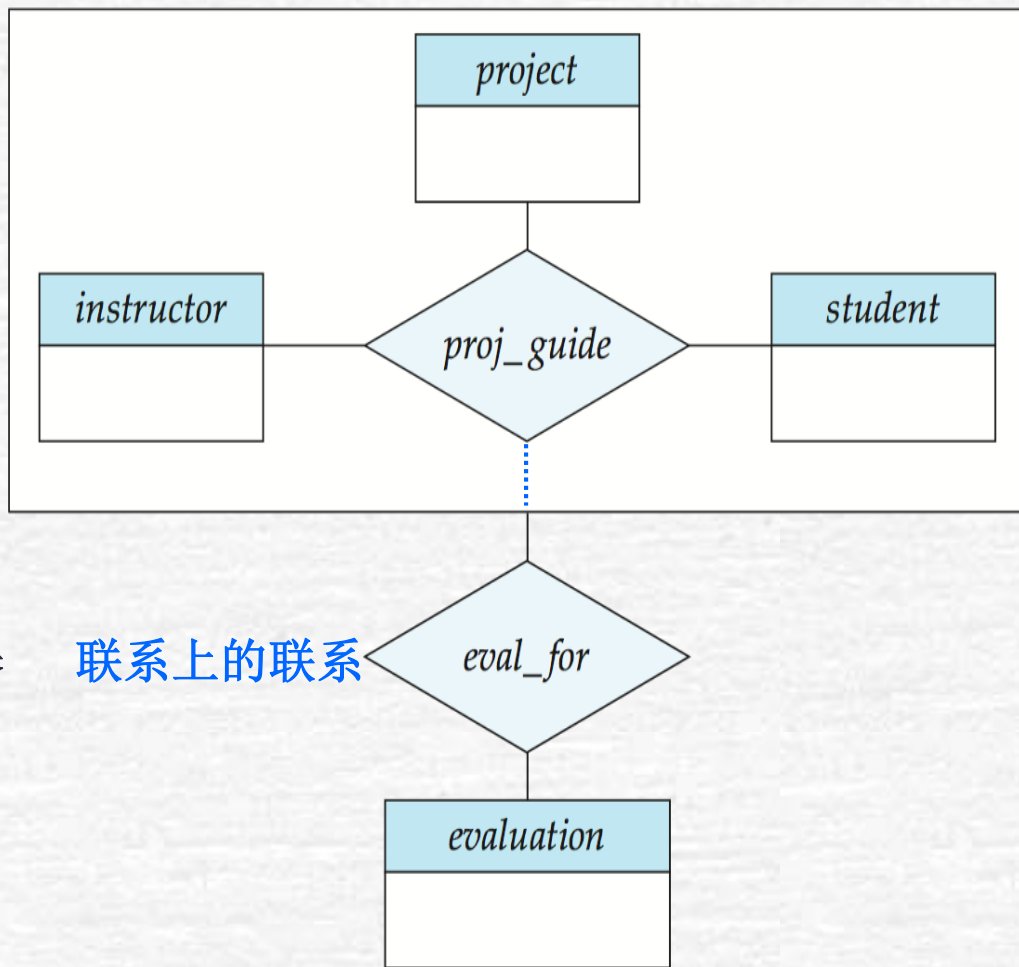 project
instructor
student
proj_guide
联系上的联系
eval_for
evaluation